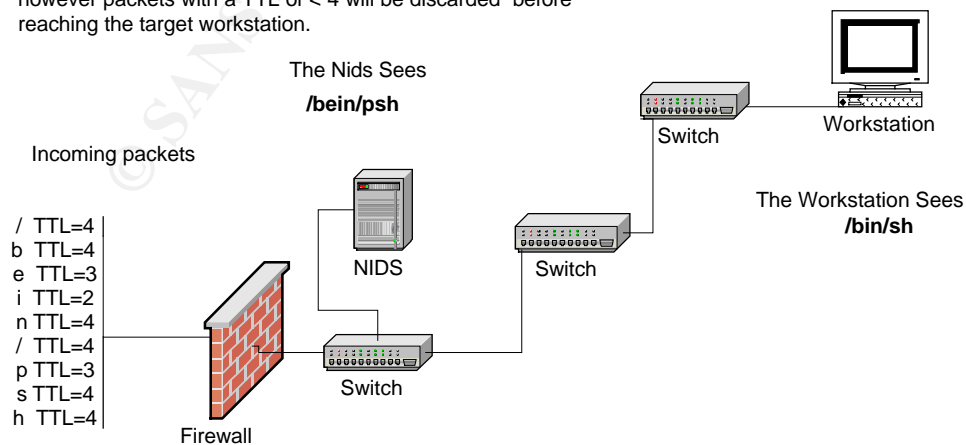 however packets with a TTL of < 4 will be discarded before
reaching the target workstation.
The Nids Sees
/bein/psh
Switch
Workstation
Incoming packets
The Workstation Sees
/bin/sh
/ TTL=4
b TTL=4
e TTL=3
i TTL=2
n TTL=4
/ TTL=4
p TTL=3
s TTL=4
h TTL=4
NIDS
Switch
Switch
Firewall
© SANS